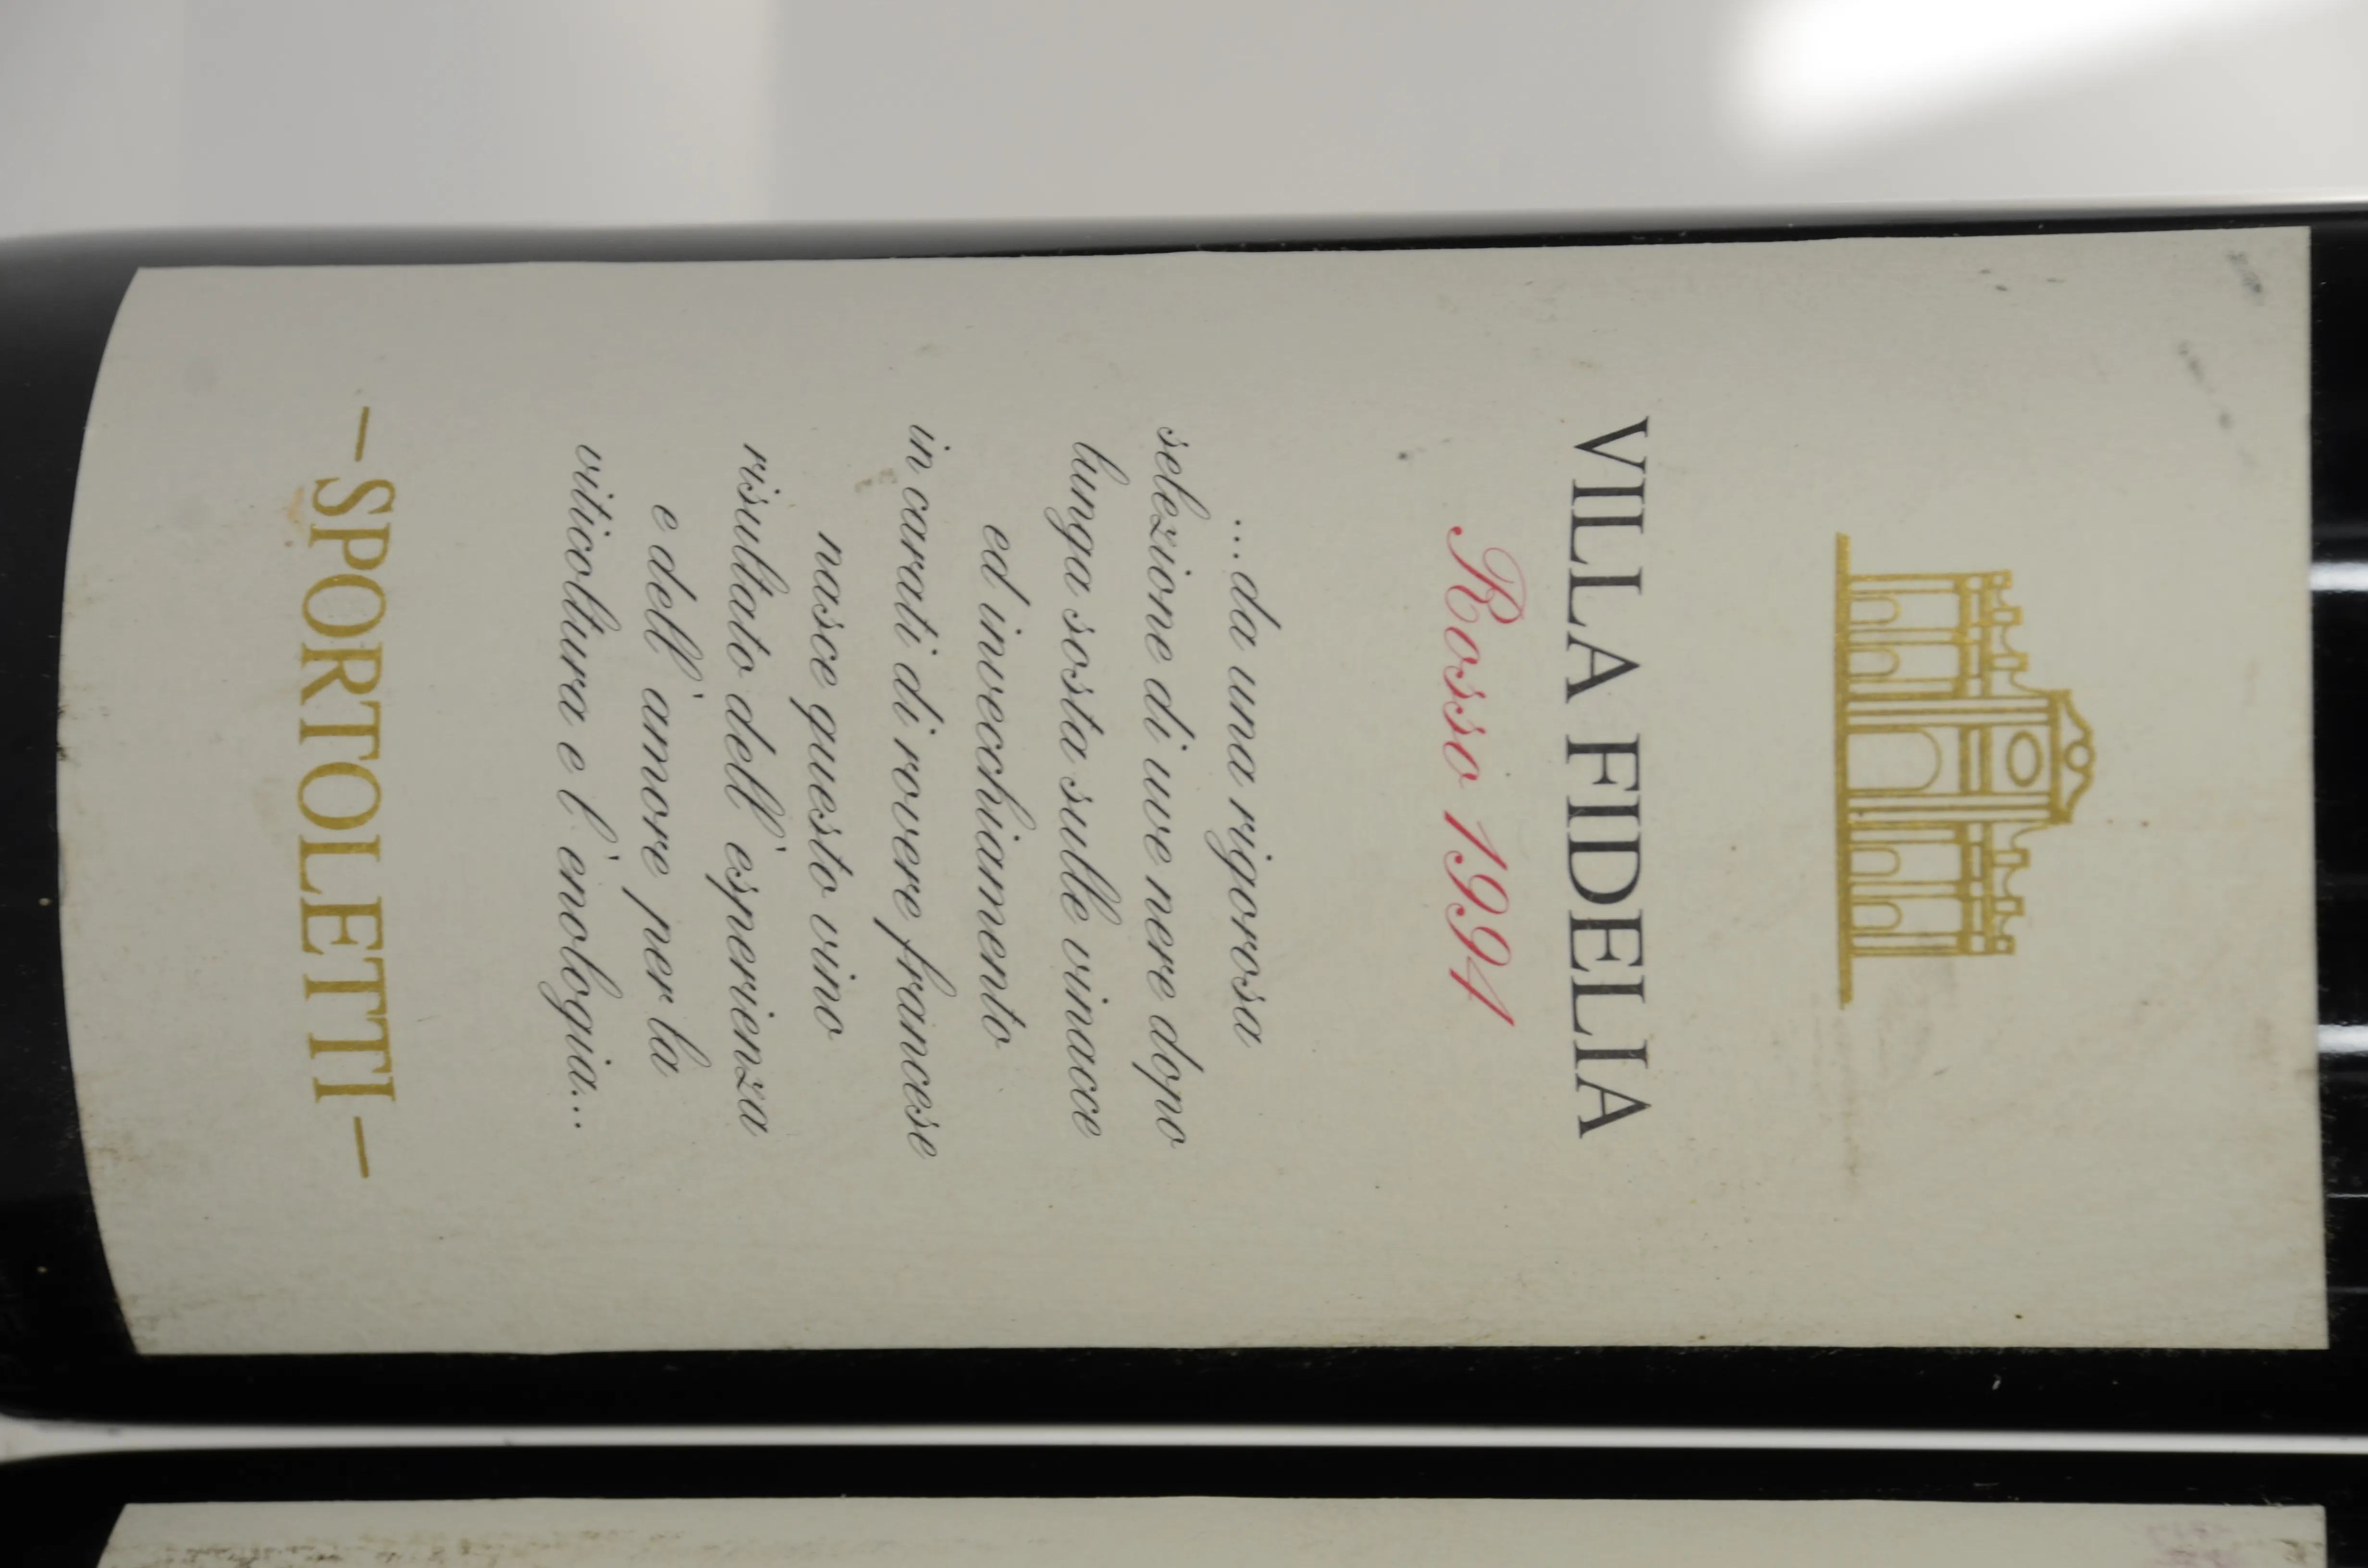 VILLA FIDELIA
Rosso 1994
...da una rigorosa
selezione di uve nere dopo
lunga sosta sulle vinacce
ed invecchiamento
in carati di rovere francese
nasce questo vino
risultato dell'esperienza
e dell'amore per la
viticoltura e l'enologia...
— SPORTOLETTI —